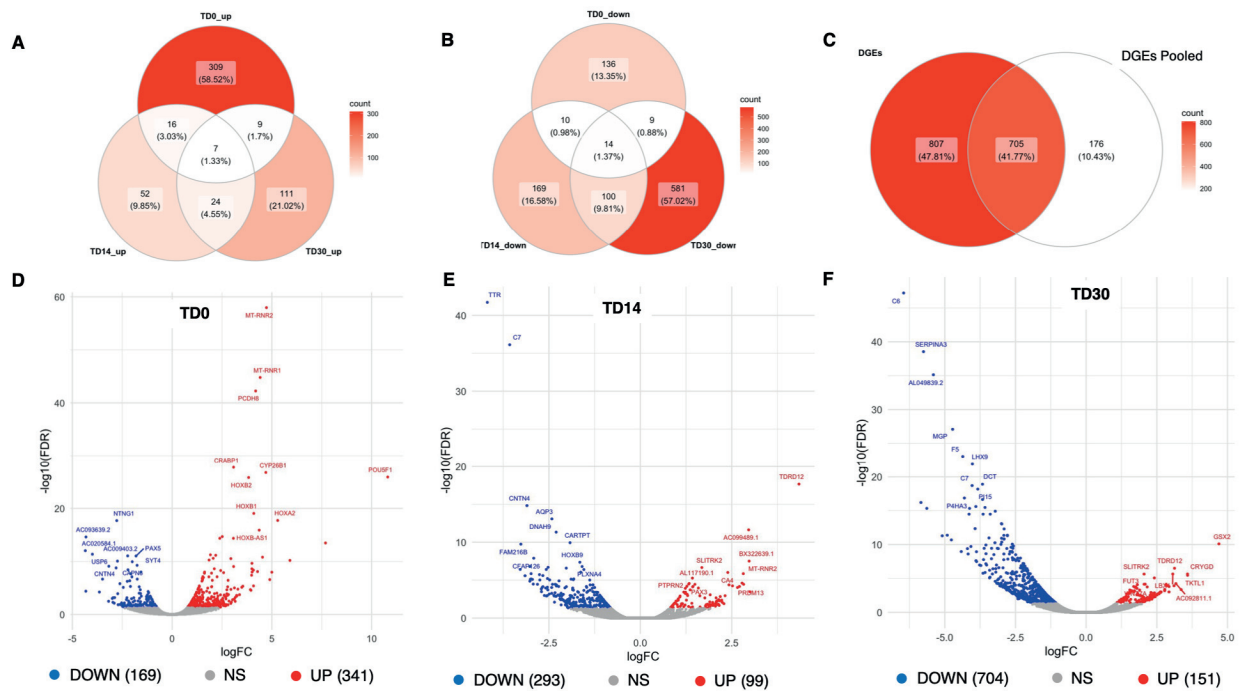 A
TD0_up
309
(58.52%)
16
(3.03%)
9
(1.7%)
7
(1.33%)
52
(9.85%)
24
(4.55%)
111
(21.02%)
TD14_up
TD30_up
count
300
200
100
B
TD0_down
136
(13.35%)
10
(0.98%)
9
(0.88%)
14
(1.37%)
169
(16.58%)
100
(9.81%)
581
(57.02%)
TD14_down
TD30_down
count
500
400
300
200
100
C
DGEs
DGEs Pooled
807
(47.81%)
705
(41.77%)
176
(10.43%)
count
800
600
400
200
D
TD0
60
40
20
0
-log10(FDR)
MT-RNR2
MT-RNR1
PCDH8
CRABP1
CYP26B1
HOXB2
POU5F1
HOXB1
HOXA2
HOXB-AS1
NTNG1
AC093639.2
AC020584.1
AC009403.2
PAX5
USP6
SYT4
CNTN4
-5
0
5
10
logFC
DOWN (169)
NS
UP (341)
E
TD14
40
30
20
10
0
-log10(FDR)
TTR
C7
CNTN4
AQP3
DNAH9
CARTPT
FAM216B
HOXB9
PLXNA4
TDRD12
AC099489.1
BX322639.1
SLITRK2
MT-RNR2
AL117190.1
PTPRN2
CA4
PAX3
PRDM13
-2.5
0.0
2.5
logFC
DOWN (293)
NS
UP (99)
F
TD30
40
30
20
10
0
-log10(FDR)
C6
SERPINA3
AL049839.2
MGP
F5
LHX9
C7
DCT
PI15
P4HA3
GSX2
TDRD12
SLITRK2
CRYGD
FUT3
TKTL1
AC092811.1
-5.0
-2.5
0.0
2.5
5.0
logFC
DOWN (704)
NS
UP (151)